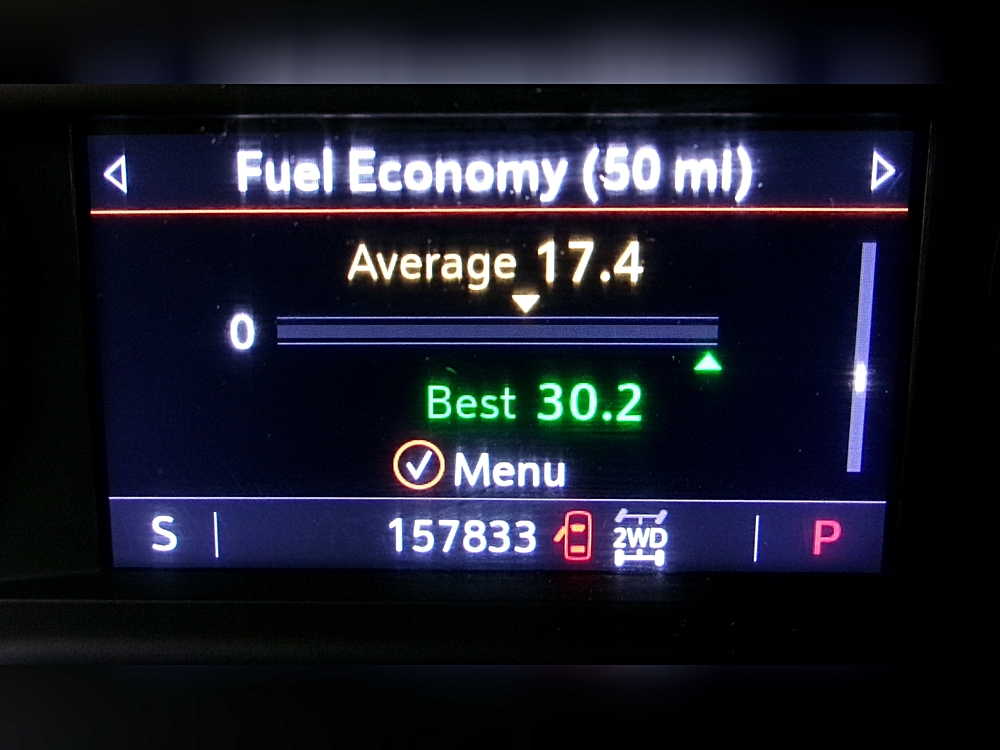 Fuel Economy (50 mi)
Average 17.4
0
Best 30.2
Menu
S 157833 2WD P